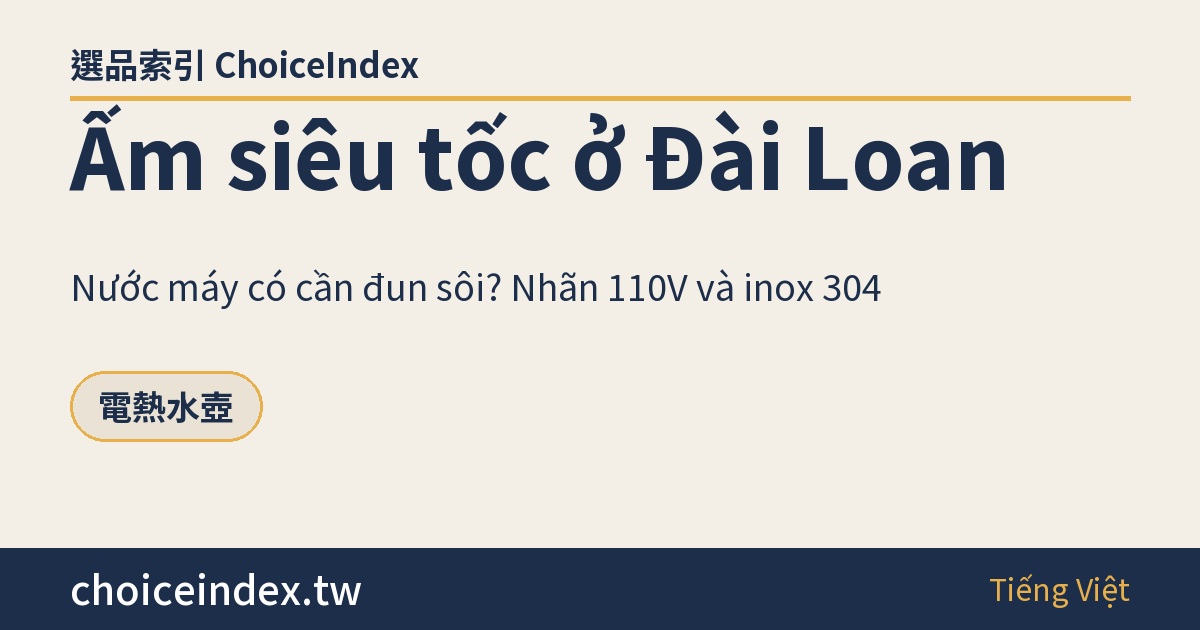 選品索引 ChoiceIndex
Ấm siêu tốc ở Đài Loan
Nước máy có cần đun sôi? Nhãn 110V và inox 304
電熱水壺
choiceindex.tw
Tiếng Việt